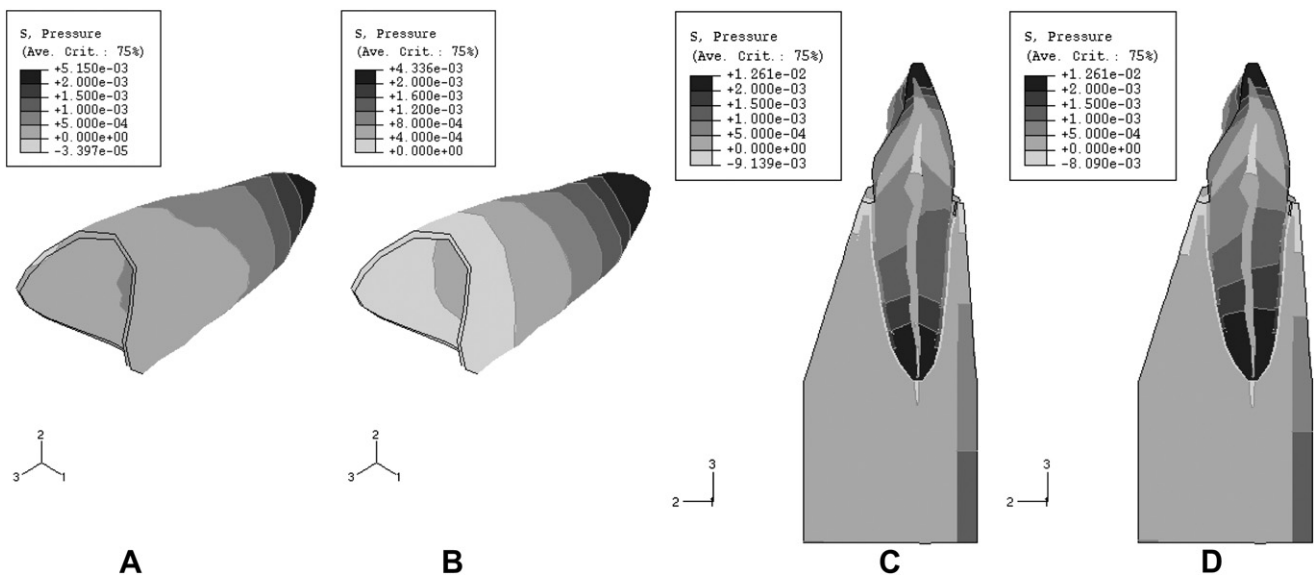 S, Pressure
(Ave. Crit.: 75%)
+5.150e-03
+2.000e-03
+1.500e-03
+1.000e-03
+5.000e-04
+0.000e+00
-3.397e-05
2
3
1
A
S, Pressure
(Ave. Crit.: 75%)
+4.336e-03
+2.000e-03
+1.600e-03
+1.200e-03
+8.000e-04
+4.000e-04
+0.000e+00
2
3
1
B
S, Pressure
(Ave. Crit.: 75%)
+1.261e-02
+2.000e-03
+1.500e-03
+1.000e-03
+5.000e-04
+0.000e+00
-9.139e-03
3
2
C
S, Pressure
(Ave. Crit.: 75%)
+1.261e-02
+2.000e-03
+1.500e-03
+1.000e-03
+5.000e-04
+0.000e+00
-8.090e-03
3
2
D